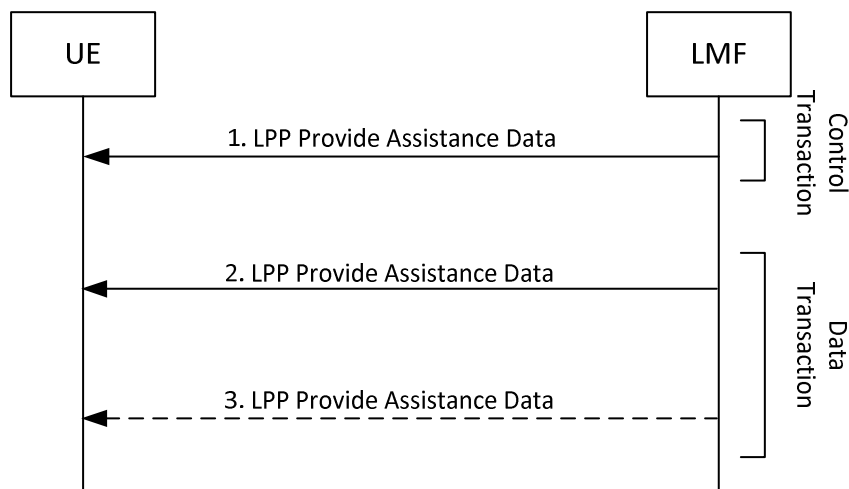 UE
LMF
1. LPP Provide Assistance Data
Control
Transaction
2. LPP Provide Assistance Data
Data
Transaction
3. LPP Provide Assistance Data